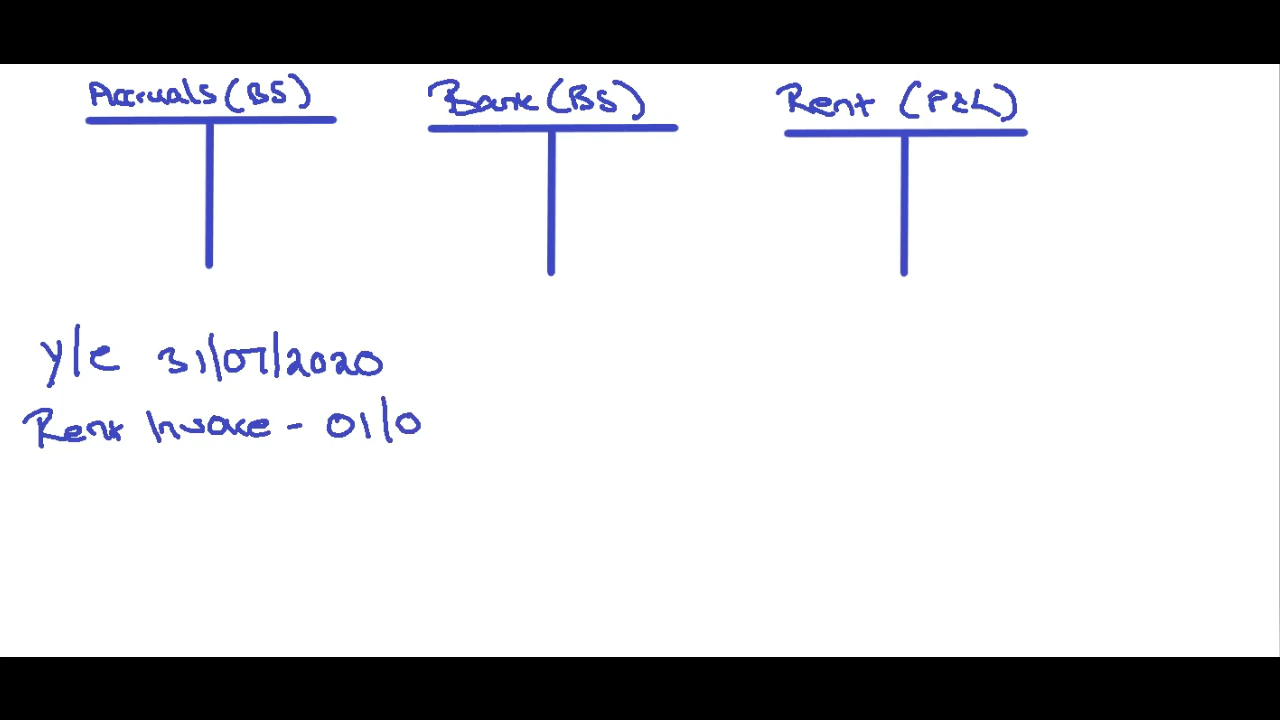 Accruals (BS)
Bank (BS)
Rent (P&L)
y/e 31/07/2020
Rent Invoice - 01/0